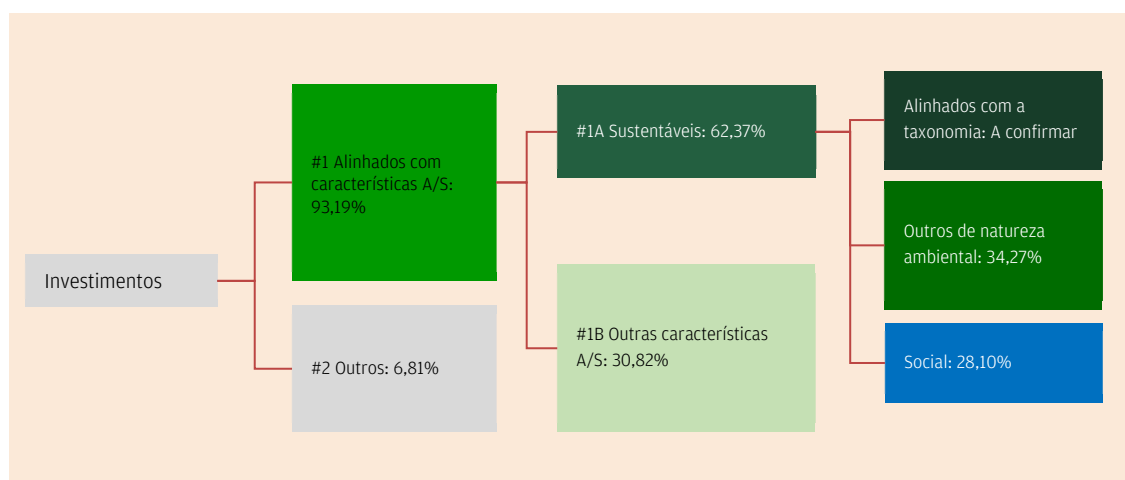 Investimentos
#1 Alinhados com
características A/S:
93,19%
#2 Outros: 6,81%
#1A Sustentáveis: 62,37%
#1B Outras características
A/S: 30,82%
Alinhados com a
taxonomia: A confirmar
Outros de natureza
ambiental: 34,27%
Social: 28,10%